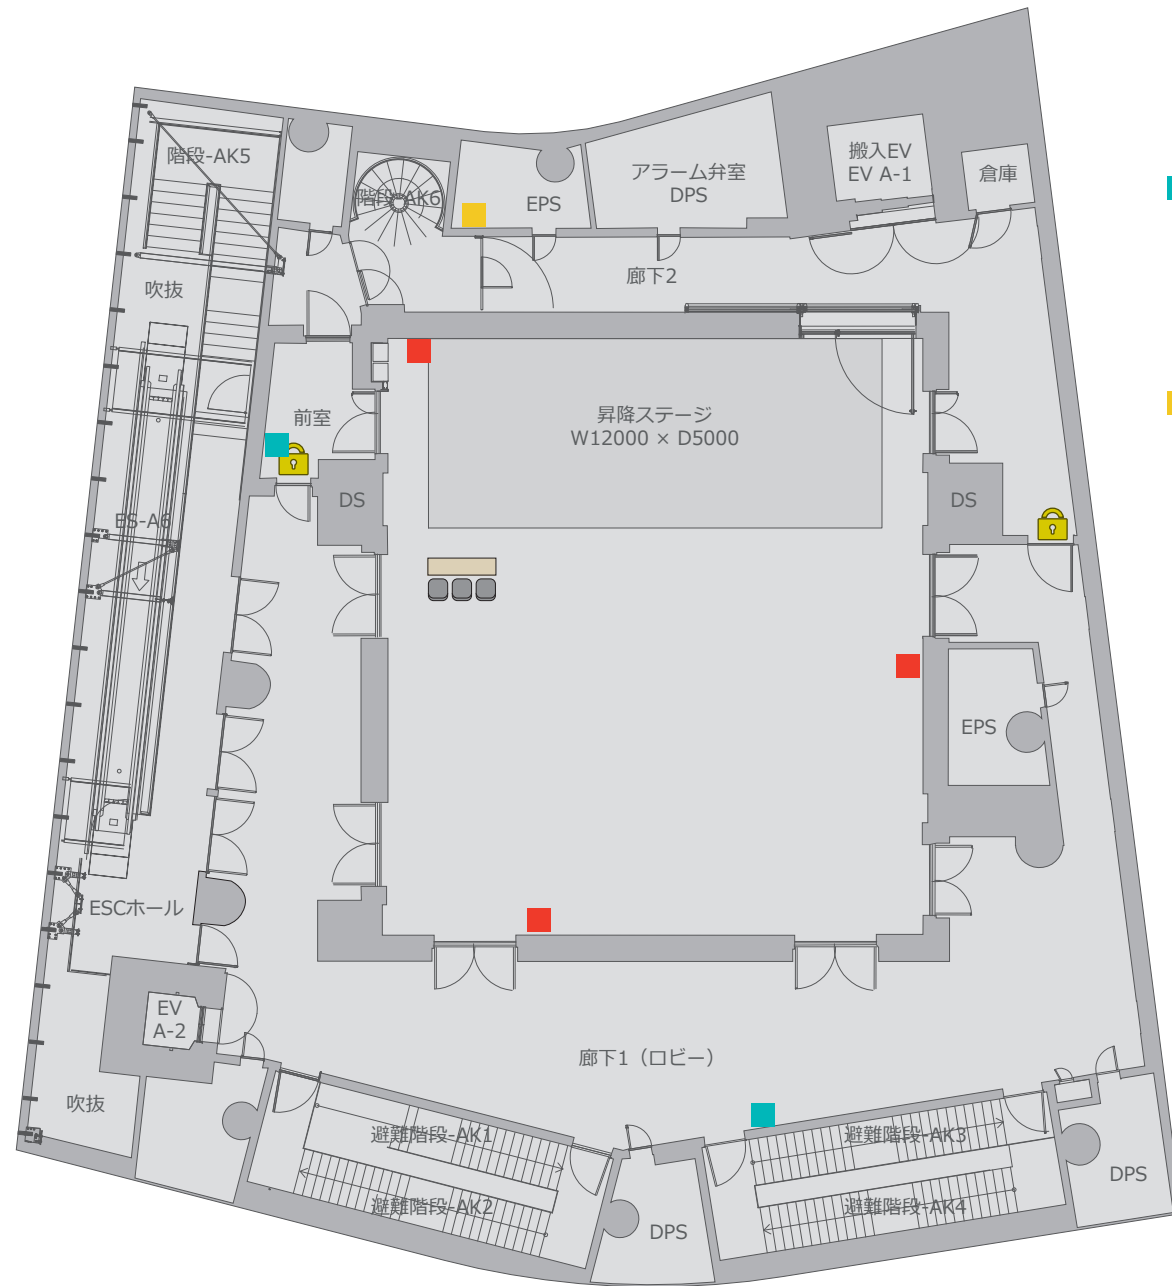 階段-AK5
階段-AK6
EPS
アラーム弁室
DPS
搬入EV
EV A-1
倉庫
吹抜
廊下2
前室
昇降ステージ
W12000 × D5000
DS
DS
ES-A6
EPS
ESCホール
EV
A-2
廊下1（ロビー）
吹抜
避難階段-AK1
避難階段-AK3
避難階段-AK2
避難階段-AK4
DPS
DPS